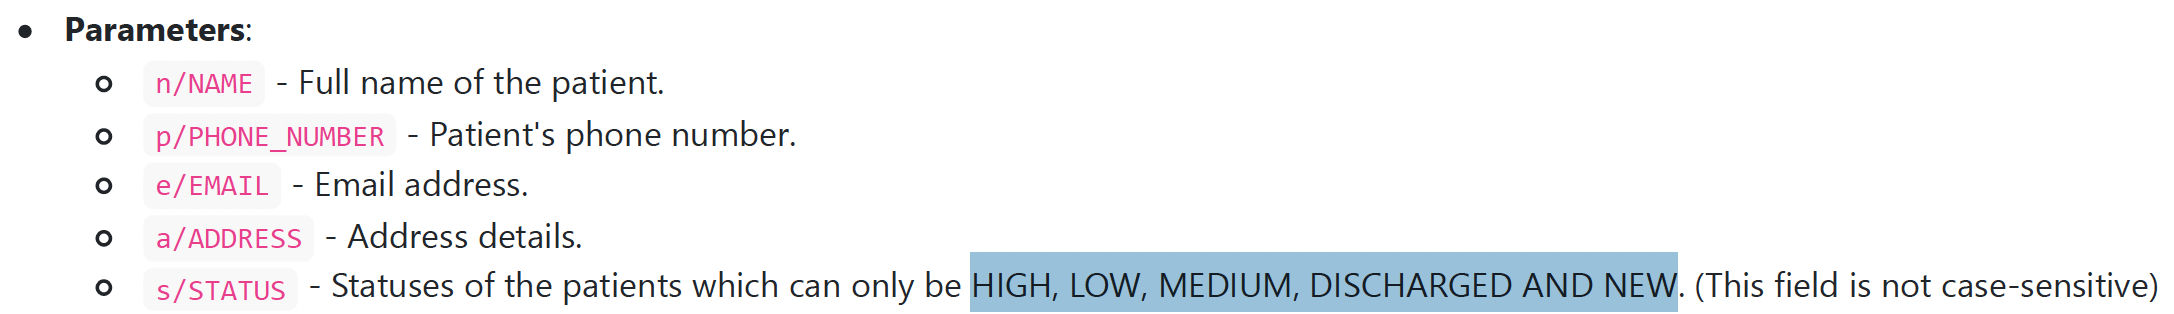 Parameters:
n/NAME - Full name of the patient.
p/PHONE_NUMBER - Patient's phone number.
e/EMAIL - Email address.
a/ADDRESS - Address details.
s/STATUS - Statuses of the patients which can only be HIGH, LOW, MEDIUM, DISCHARGED AND NEW. (This field is not case-sensitive)